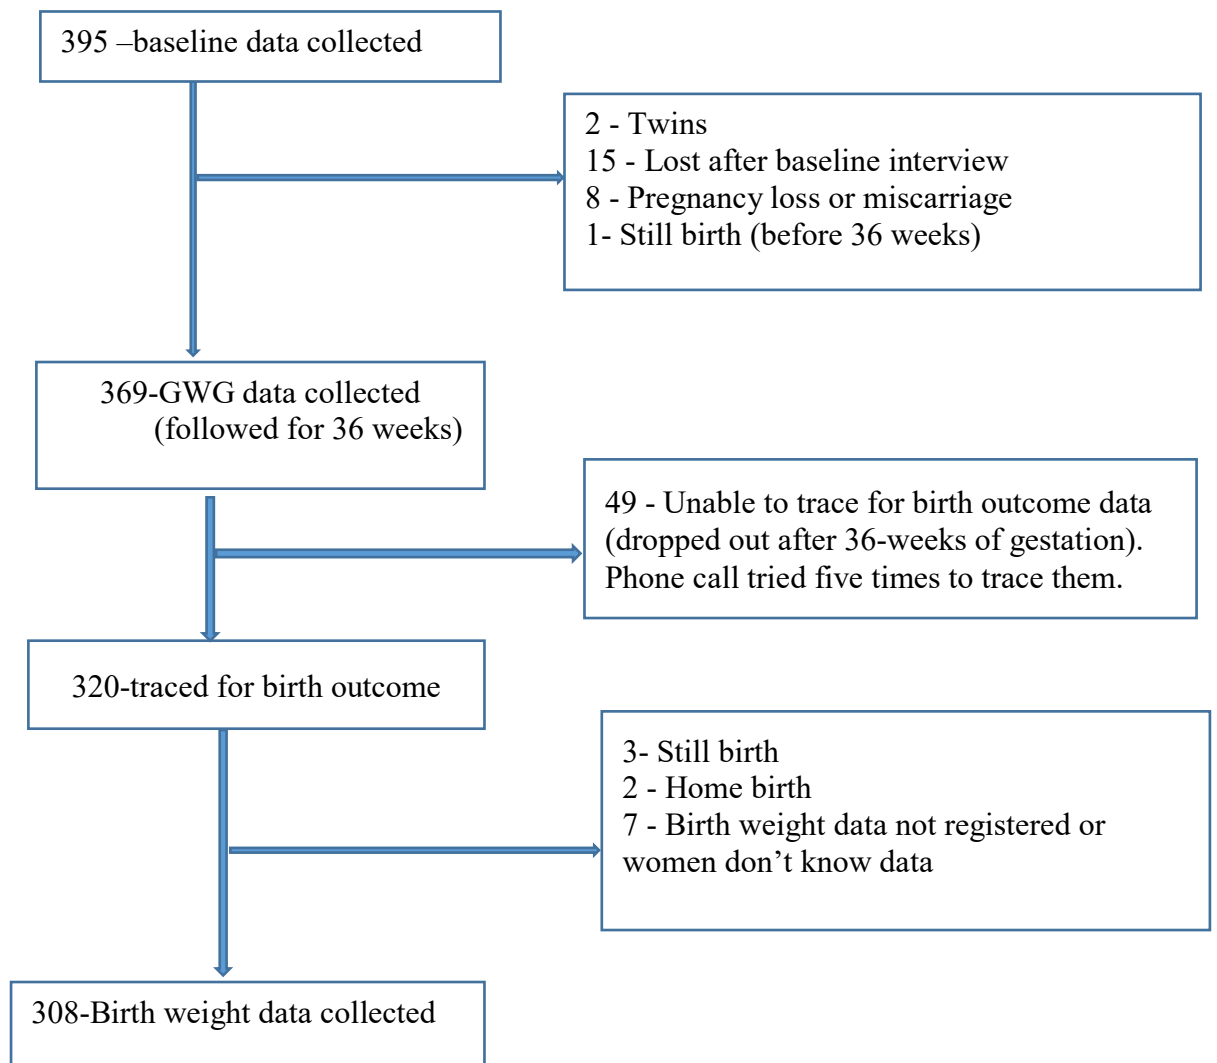 395 –baseline data collected
2 - Twins
15 - Lost after baseline interview
8 - Pregnancy loss or miscarriage
1- Still birth (before 36 weeks)
369-GWG data collected
(followed for 36 weeks)
49 - Unable to trace for birth outcome data
(dropped out after 36-weeks of gestation).
Phone call tried five times to trace them.
320-traced for birth outcome
3- Still birth
2 - Home birth
7 - Birth weight data not registered or
women don’t know data
308-Birth weight data collected